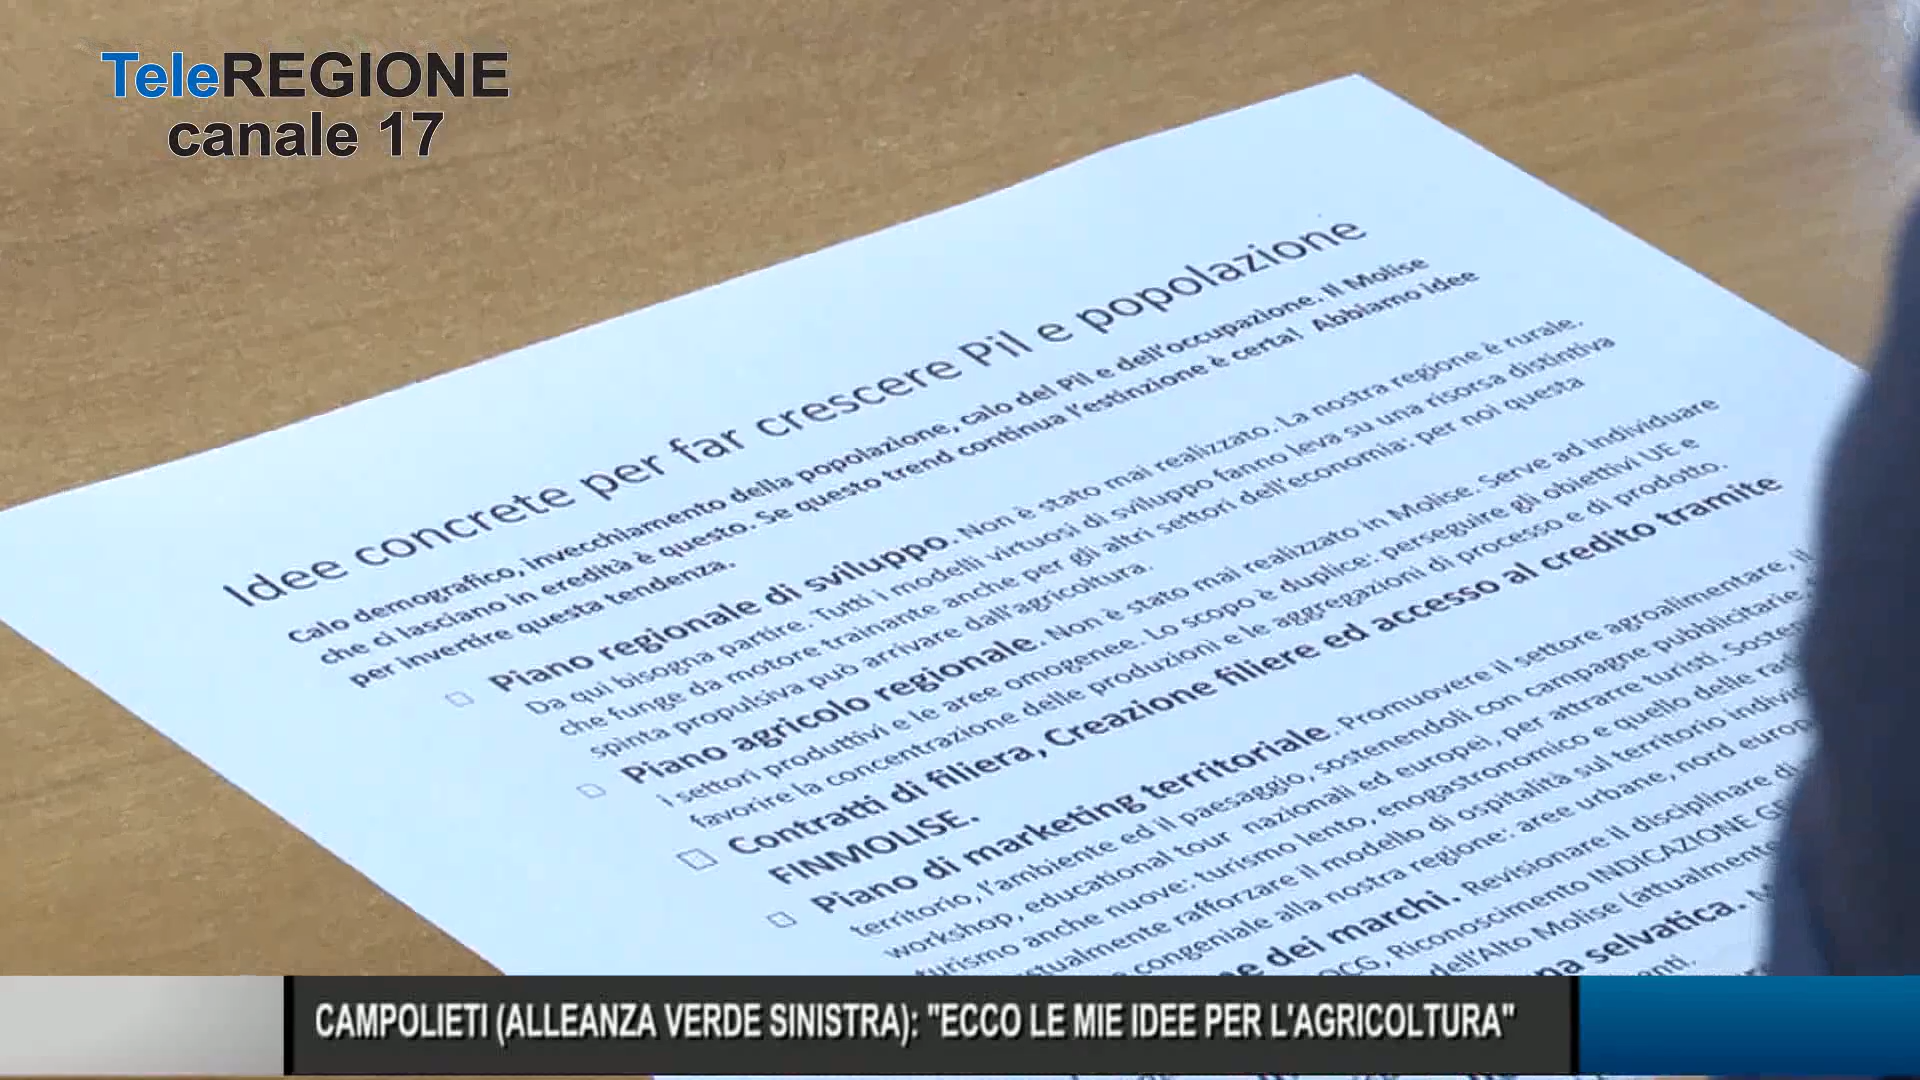 TeleREGIONE
canale 17
Idee concrete per far crescere Pil e popolazione
Calo demografico, invecchiamento della popolazione, calo del Pil e dell'occupazione. Il Molise
che ci lasciano in eredità è questo. Se questo trend continua l'estinzione è certa! Abbiamo idee
per invertire questa tendenza.
Piano regionale di sviluppo. Non è stato mai realizzato. La nostra regione è rurale.
Da qui bisogna partire. Tutti i modelli virtuosi di sviluppo fanno leva su una risorsa distintiva
che funge da motore trainante anche per gli altri settori dell'economia: per noi questa
spinta propulsiva può arrivare dall'agricoltura.
Piano agricolo regionale. Non è stato mai realizzato in Molise. Serve ad individuare
i settori produttivi e le aree omogenee. Lo scopo è duplice: perseguire gli obiettivi UE e
favorire la concentrazione delle produzioni e le aggregazioni di processo e di prodotto.
Contratti di filiera, Creazione filiere ed accesso al credito tramite
FINMOLISE.
Piano di marketing territoriale. Promuovere il settore agroalimentare, il
territorio, l'ambiente ed il paesaggio, sostenendoli con campagne pubblicitarie
workshop, educational tour nazionali ed europei, per attrarre turisti.
turismo anche nuove: turismo lento, enogastronomico e quello delle
rafforzare il modello di ospitalità sul territorio
congeniale alla nostra regione: aree urbane, nord
dei marchi. Revisionare il disciplinare di
Riconoscimento INDICAZIONE
dell'Alto Molise (attualmente
selvatica.
CAMPOLIETI (ALLEANZA VERDE SINISTRA): "ECCO LE MIE IDEE PER L'AGRICOLTURA"